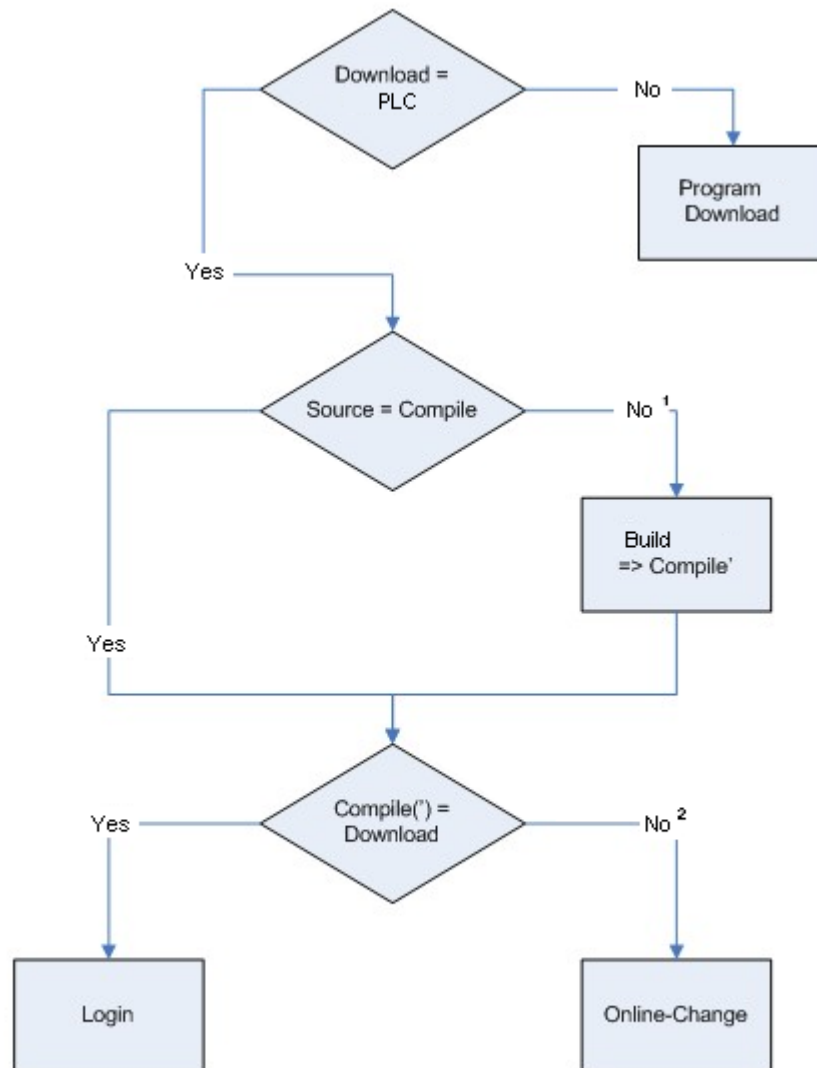 Download =
PLC
No
Program
Download
Yes
Source = Compile
No ¹
Build
=> Compile'
Yes
Compile(') =
Download
Yes
No ²
Login
Online-Change